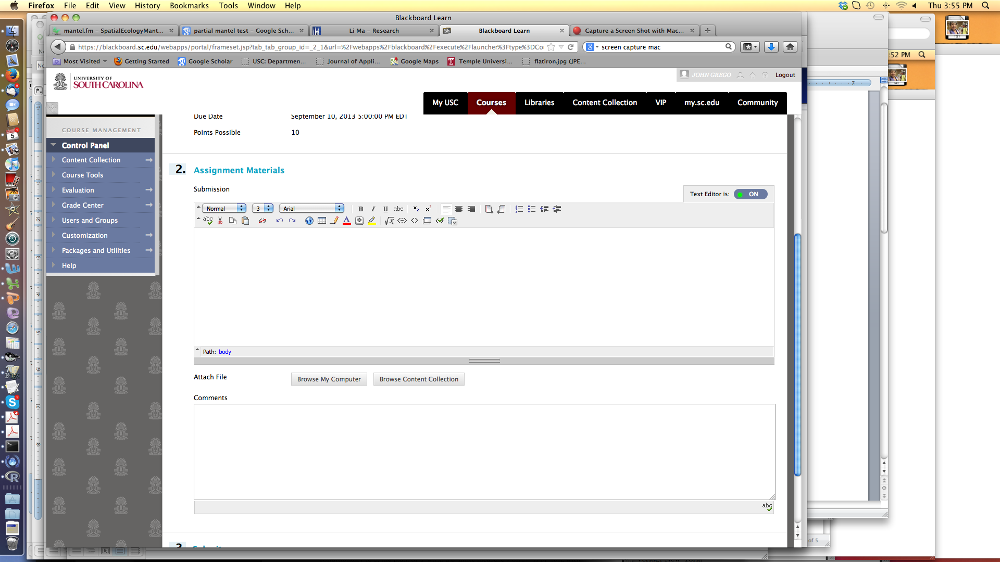 Firefox File Edit View History Bookmarks Tools Window Help
Thu 3:55 PM
Blackboard Learn
mantel.fm - SpatialEcologyMant...
partial mantel test - Google Sch...
Li Ma - Research
Blackboard Learn
Capture a Screen Shot with Mac...
https://blackboard.sc.edu/webapps/portal/frameset.jsp?tab_tab_group_id=_2_1&url=%2Fwebapps%2Fblackboard%2Fexecute%2Flauncher%3Ftype%3DCo
screen capture mac
:52 PM
Most Visited
Getting Started
Google Scholar
USC: Departmen...
Journal of Appli...
Google Maps
Temple Universi...
flatiron.jpg (JPE...
UNIVERSITY OF
SOUTH CAROLINA
JOHN GREGO
Logout
My USC
Courses
Libraries
Content Collection
VIP
my.sc.edu
Community
COURSE MANAGEMENT
Control Panel
Content Collection
Course Tools
Evaluation
Grade Center
Users and Groups
Customization
Packages and Utilities
Help
Due Date September 10, 2013 5:00:00 PM EDT
Points Possible 10
2. Assignment Materials
Submission
Text Editor is: ON
Normal 3 Arial
Path: body
Attach File Browse My Computer Browse Content Collection
Comments
abc
3. Submit
of 5